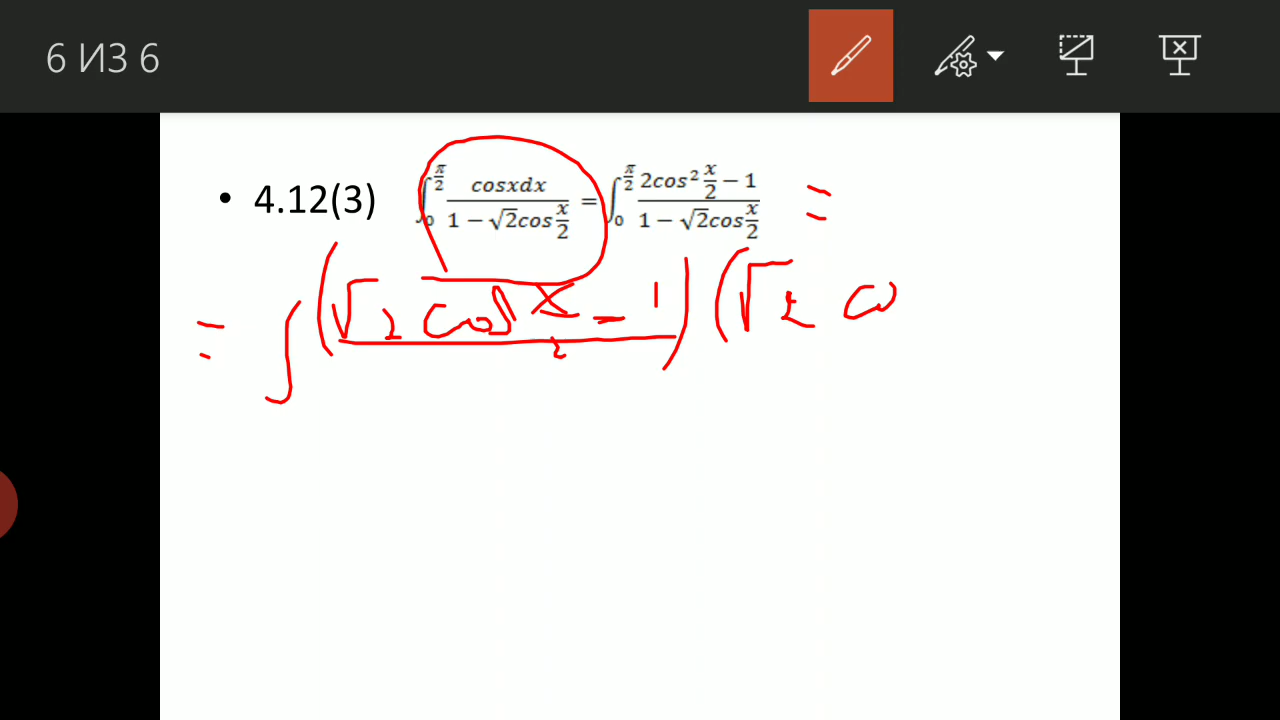 6 ИЗ 6
• 4.12(3) ∫₀^(π/2) cosxdx / (1 − √2cos x/2) = ∫₀^(π/2) (2cos² x/2 − 1) / (1 − √2cos x/2) =
= ∫ (√2 cos x/2 − 1) (√2 co